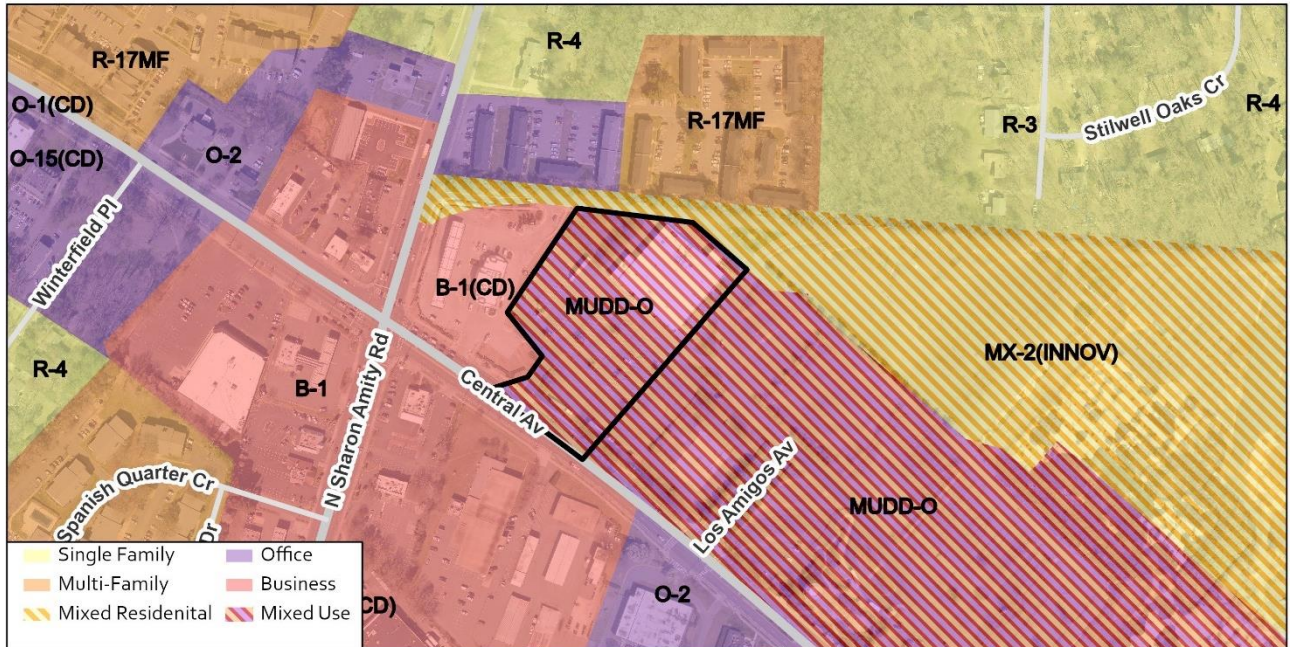 R-4
R-17MF
O-1(CD)
R-17MF
R-3
Stilwell Oaks Cr
R-4
O-15(CD)
O-2
Winterfield Pl
B-1(CD)
MUDD-O
MX-2(INNOV)
R-4
B-1
N Sharon Amity Rd
Central Av
Spanish Quarter Cr
Dr
Los Amigos Av
MUDD-O
O-2
CD)
Single Family
Office
Multi-Family
Business
Mixed Residenital
Mixed Use